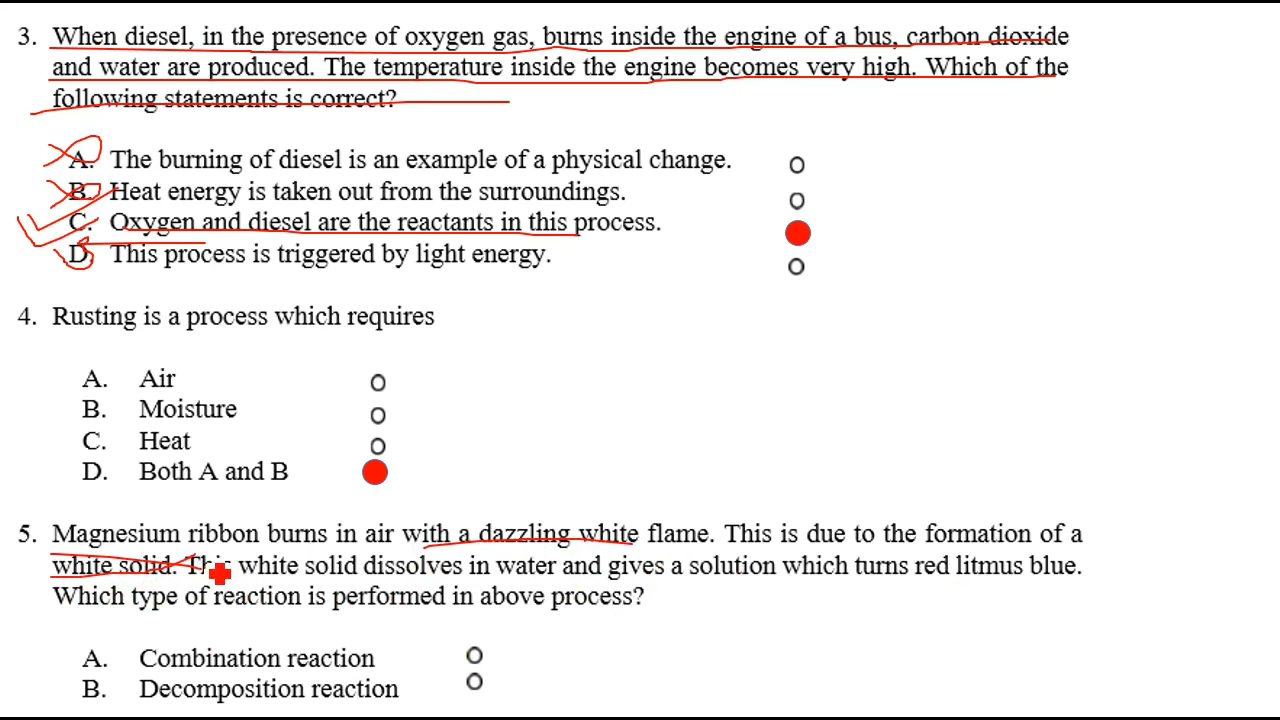 3. When diesel, in the presence of oxygen gas, burns inside the engine of a bus, carbon dioxide
and water are produced. The temperature inside the engine becomes very high. Which of the
following statements is correct?
A. The burning of diesel is an example of a physical change.
B. Heat energy is taken out from the surroundings.
C. Oxygen and diesel are the reactants in this process.
D. This process is triggered by light energy.
4. Rusting is a process which requires
A. Air
B. Moisture
C. Heat
D. Both A and B
5. Magnesium ribbon burns in air with a dazzling white flame. This is due to the formation of a
white solid. This white solid dissolves in water and gives a solution which turns red litmus blue.
Which type of reaction is performed in above process?
A. Combination reaction
B. Decomposition reaction